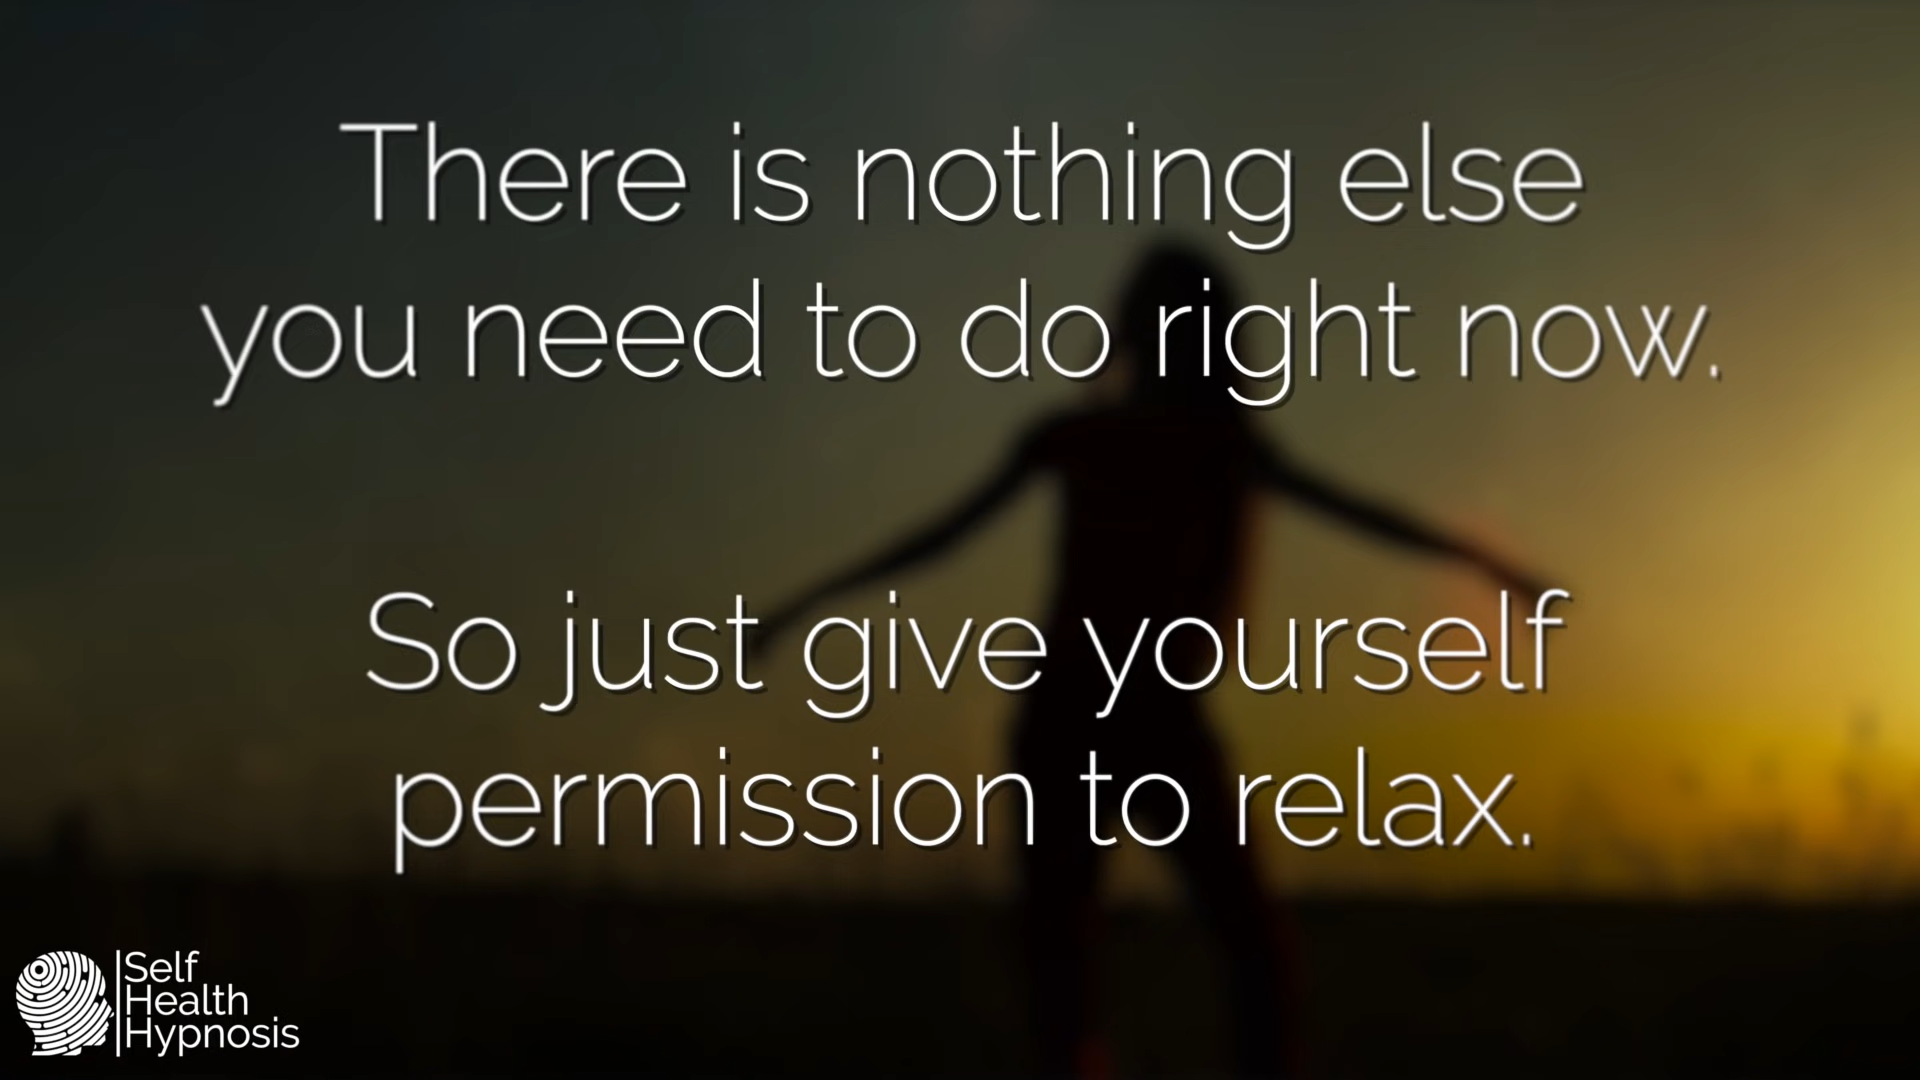 There is nothing else
you need to do right now.
So just give yourself
permission to relax.
Self
Health
Hypnosis